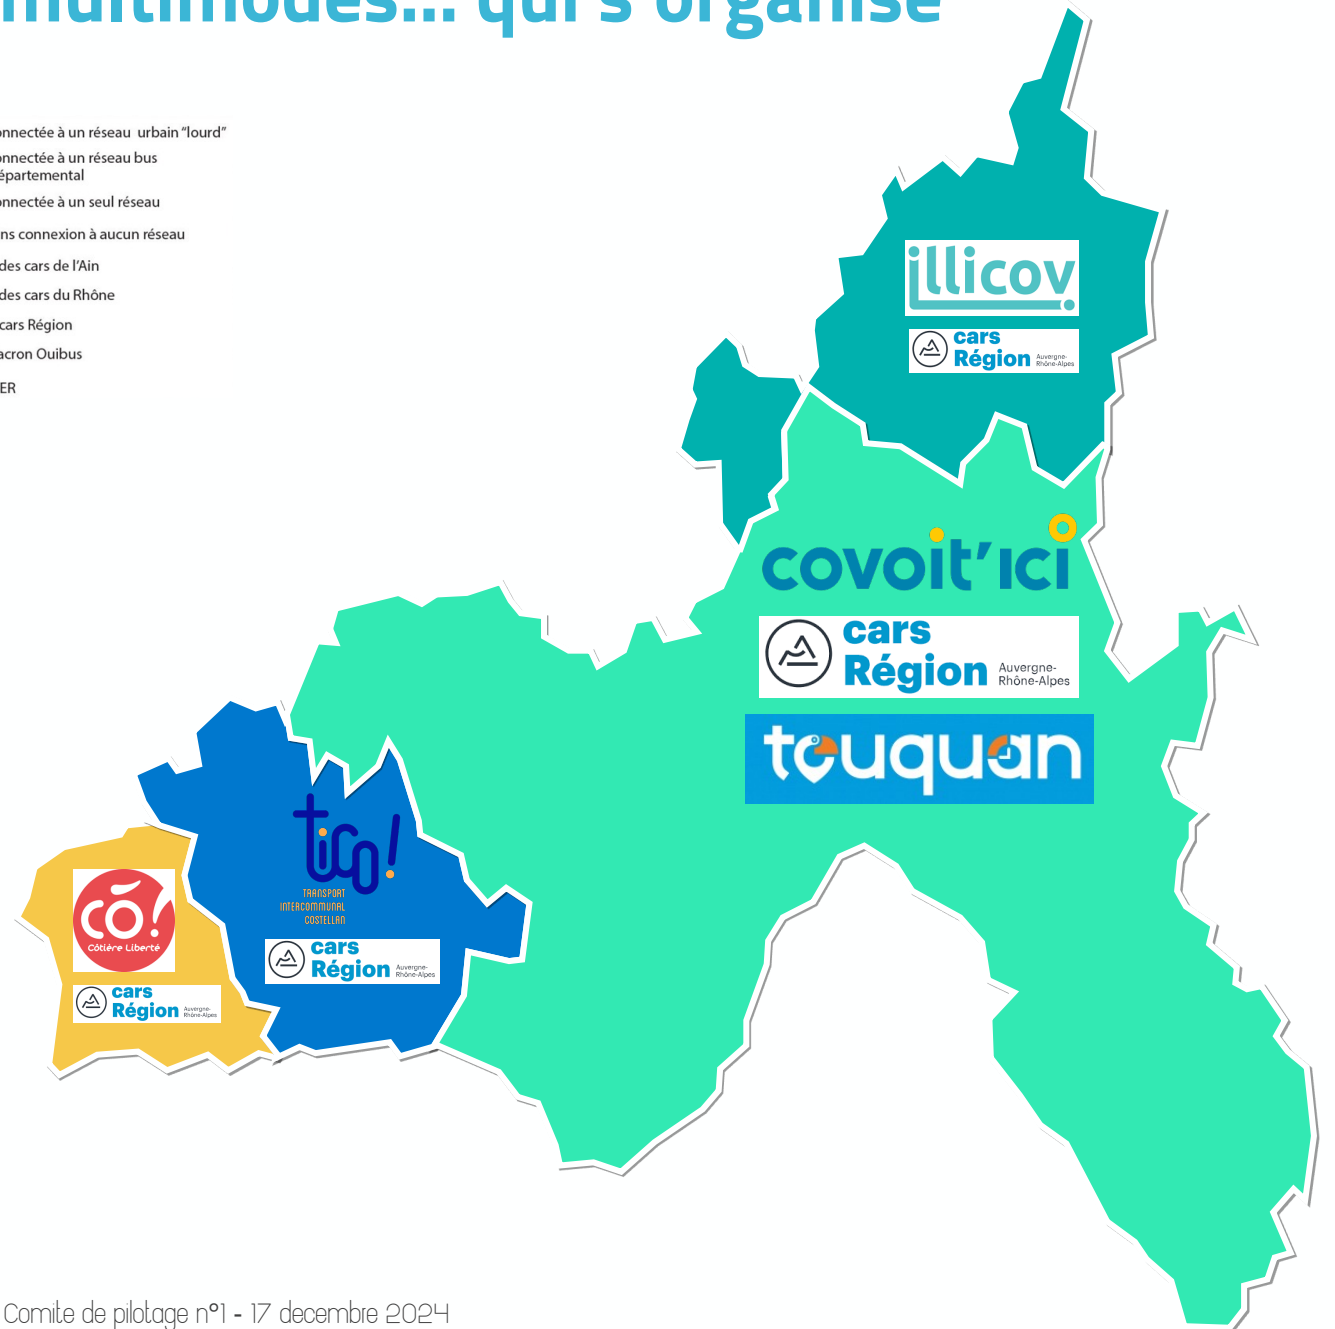 multimodes... qui s'organise
onnectée à un réseau urbain "lourd"
onnectée à un réseau bus
épartemental
onnectée à un seul réseau
ns connexion à aucun réseau
des cars de l'Ain
des cars du Rhône
cars Région
acron Ouibus
ER
illicov
cars
Région
Auvergne-
Rhône-Alpes
covoit'ici
cars
Région
Auvergne-
Rhône-Alpes
touquan
tico!
TRANSPORT
INTERCOMMUNAL
COSTELLAN
cars
Région
Auvergne-
Rhône-Alpes
cō!
Côtière Liberté
cars
Région
Auvergne-
Rhône-Alpes
Comite de pilotage n°1 - 17 decembre 2024